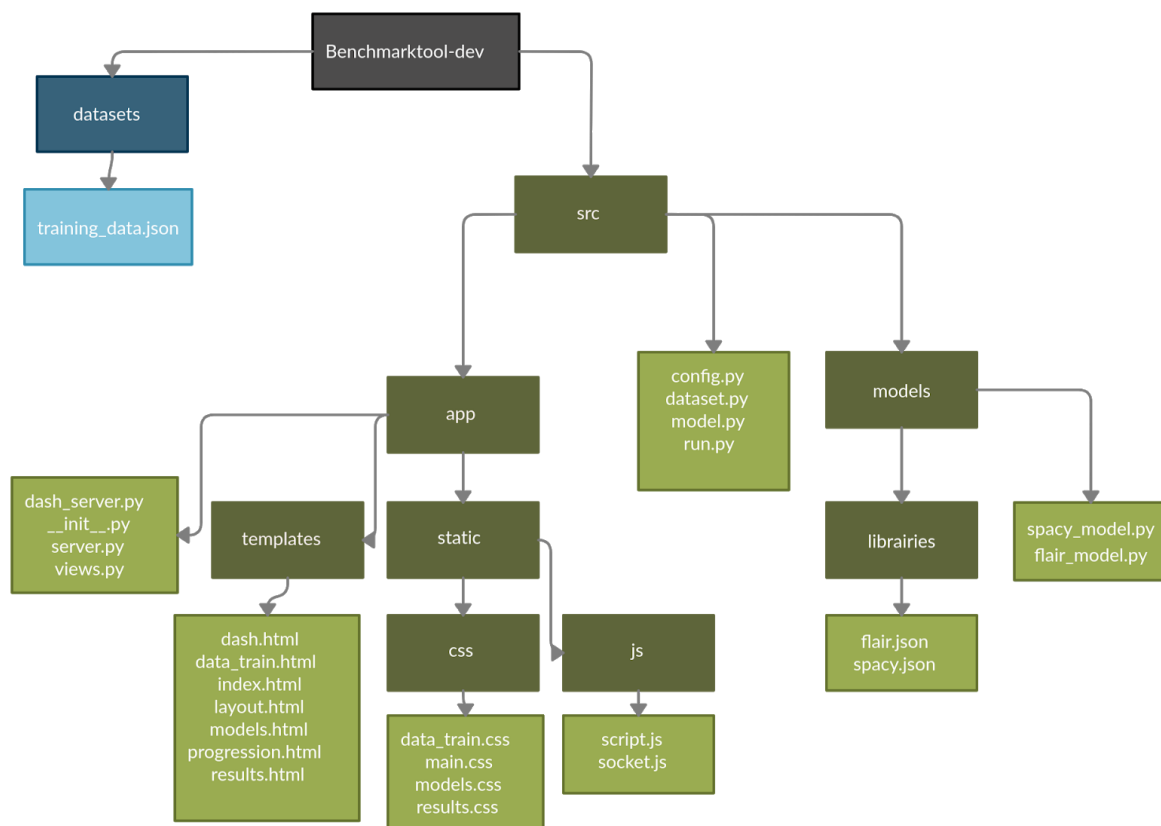 Benchmarktool-dev
datasets
training_data.json
src
config.py
dataset.py
model.py
run.py
models
app
dash_server.py
__init__.py
server.py
views.py
templates
static
librairies
spacy_model.py
flair_model.py
dash.html
data_train.html
index.html
layout.html
models.html
progression.html
results.html
css
js
flair.json
spacy.json
data_train.css
main.css
models.css
results.css
script.js
socket.js